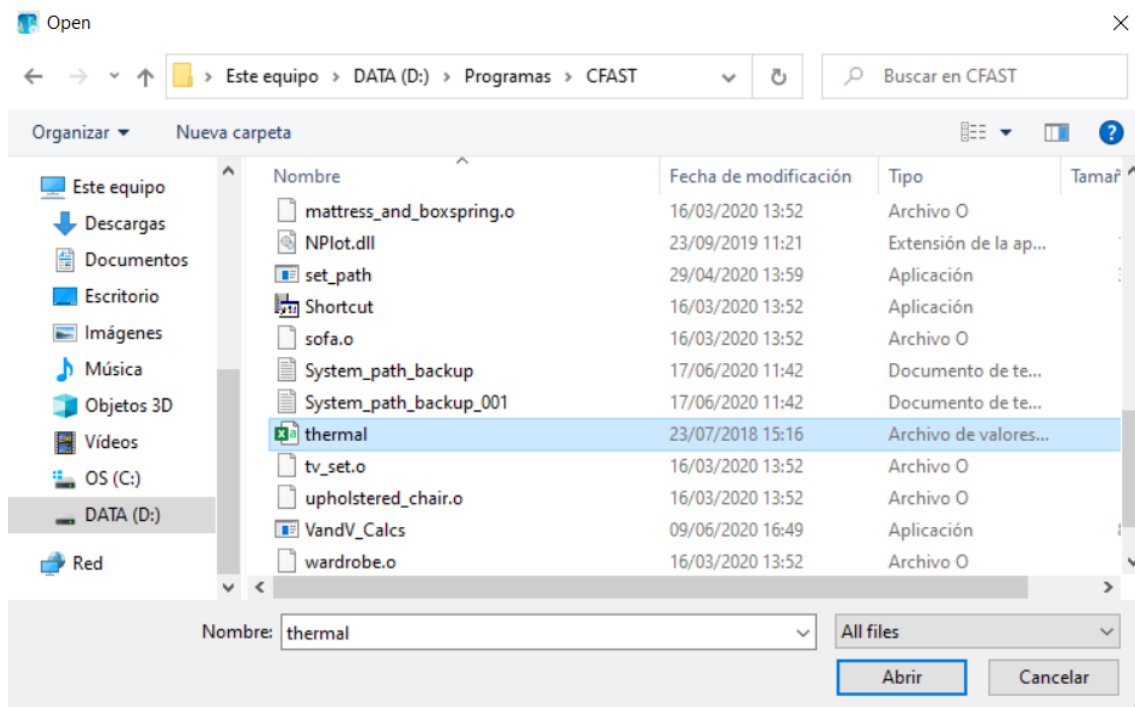 Open
Este equipo > DATA (D:) > Programas > CFAST
Buscar en CFAST
Organizar
Nueva carpeta
Nombre Fecha de modificación Tipo Tamañ
Este equipo
Descargas
Documentos
Escritorio
Imágenes
Música
Objetos 3D
Vídeos
OS (C:)
DATA (D:)
Red
mattress_and_boxspring.o 16/03/2020 13:52 Archivo O
NPlot.dll 23/09/2019 11:21 Extensión de la ap...
set_path 29/04/2020 13:59 Aplicación
Shortcut 16/03/2020 13:52 Aplicación
sofa.o 16/03/2020 13:52 Archivo O
System_path_backup 17/06/2020 11:42 Documento de te...
System_path_backup_001 17/06/2020 11:42 Documento de te...
thermal 23/07/2018 15:16 Archivo de valores...
tv_set.o 16/03/2020 13:52 Archivo O
upholstered_chair.o 16/03/2020 13:52 Archivo O
VandV_Calcs 09/06/2020 16:49 Aplicación
wardrobe.o 16/03/2020 13:52 Archivo O
Nombre: thermal
All files
Abrir
Cancelar